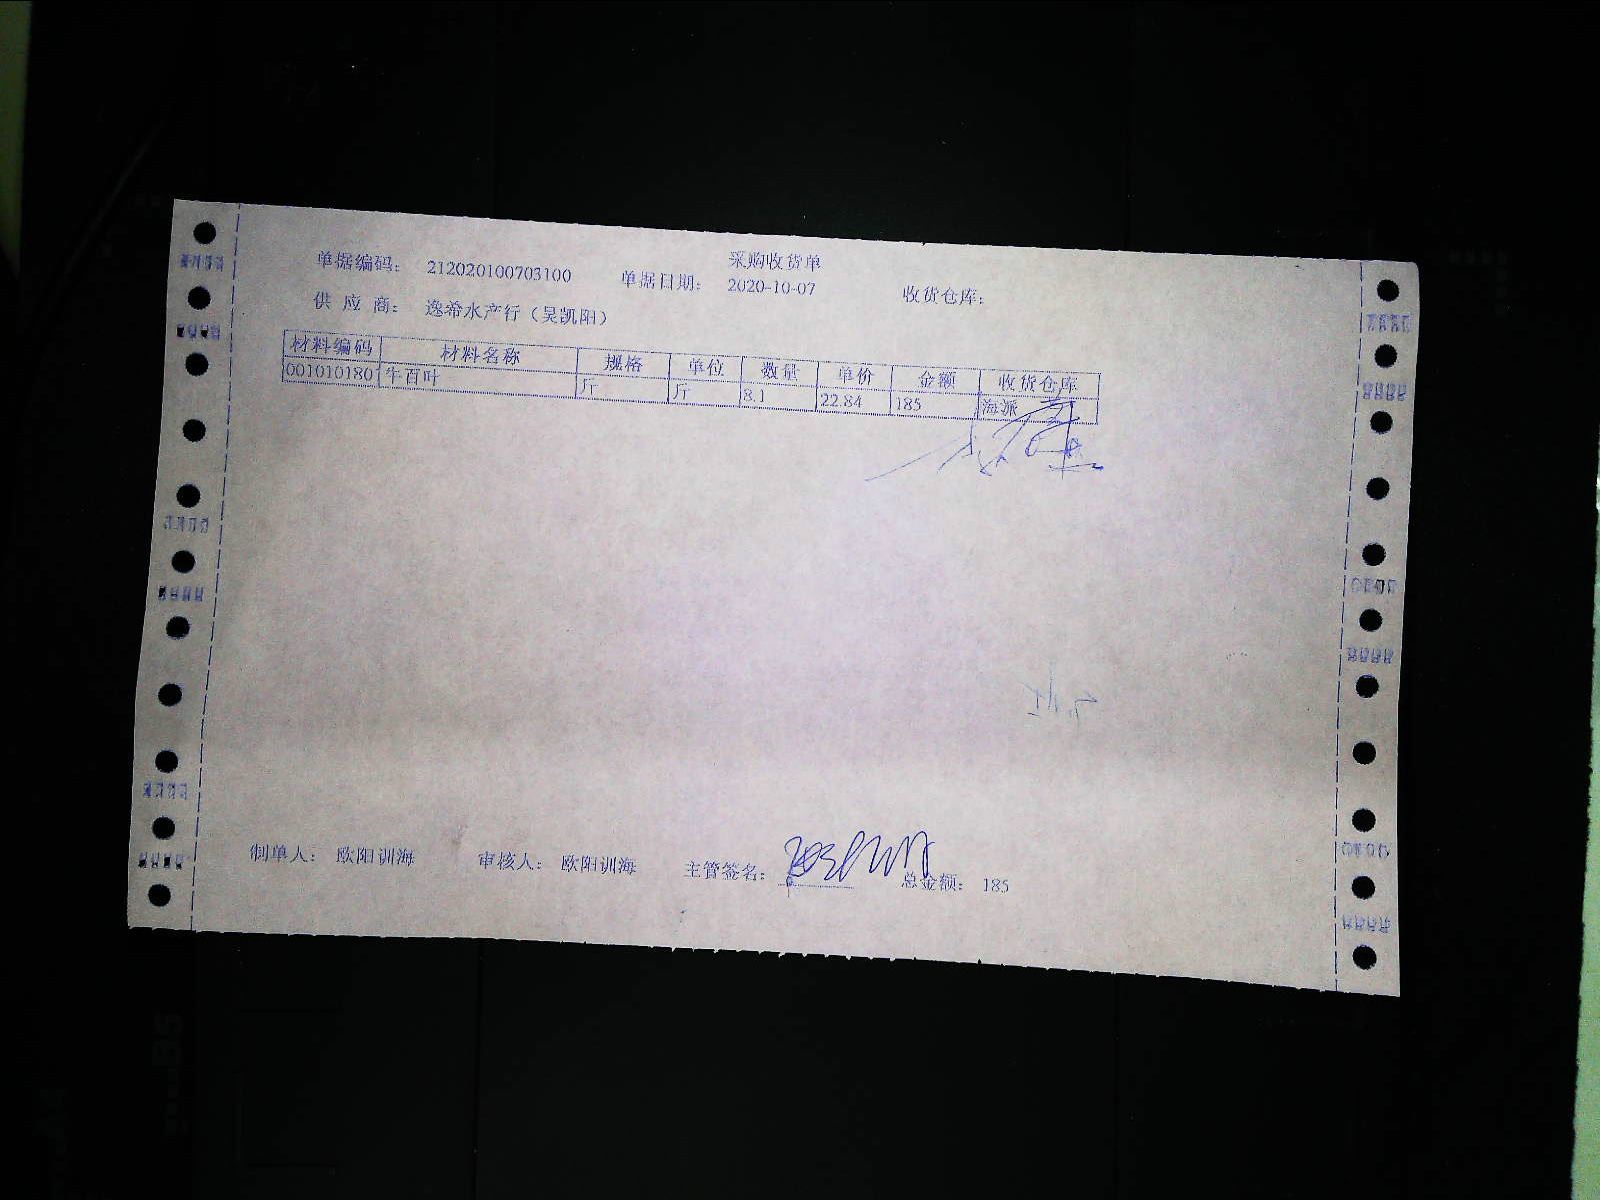 采购收货单
单据编码: 212020100703100 单据日期: 2020-10-07 收货仓库:
供应商: 逸希水产行（吴凯阳）
材料编码 材料名称 规格 单位 数量 单价 金额 收货仓库
0010101801 牛百叶 斤 斤 8.1 22.84 185 海派
制单人: 欧阳训海 审核人: 欧阳训海 主管签名: 总金额: 185